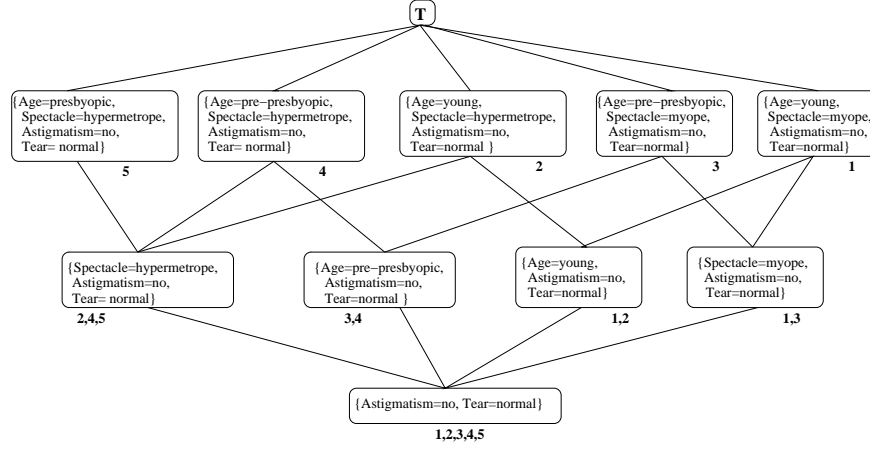 T
{Age=presbyopic,
Spectacle=hypermetrope,
Astigmatism=no,
Tear= normal}
5
{Age=pre−presbyopic,
Spectacle=hypermetrope,
Astigmatism=no,
Tear= normal}
4
{Age=young,
Spectacle=hypermetrope,
Astigmatism=no,
Tear=normal }
2
{Age=pre−presbyopic,
Spectacle=myope,
Astigmatism=no,
Tear=normal}
3
{Age=young,
Spectacle=myope,
Astigmatism=no,
Tear=normal}
1
{Spectacle=hypermetrope,
Astigmatism=no,
Tear= normal}
2,4,5
{Age=pre−presbyopic,
Astigmatism=no,
Tear=normal }
3,4
{Age=young,
Astigmatism=no,
Tear=normal}
1,2
{Spectacle=myope,
Astigmatism=no,
Tear=normal}
1,3
{Astigmatism=no, Tear=normal}
1,2,3,4,5